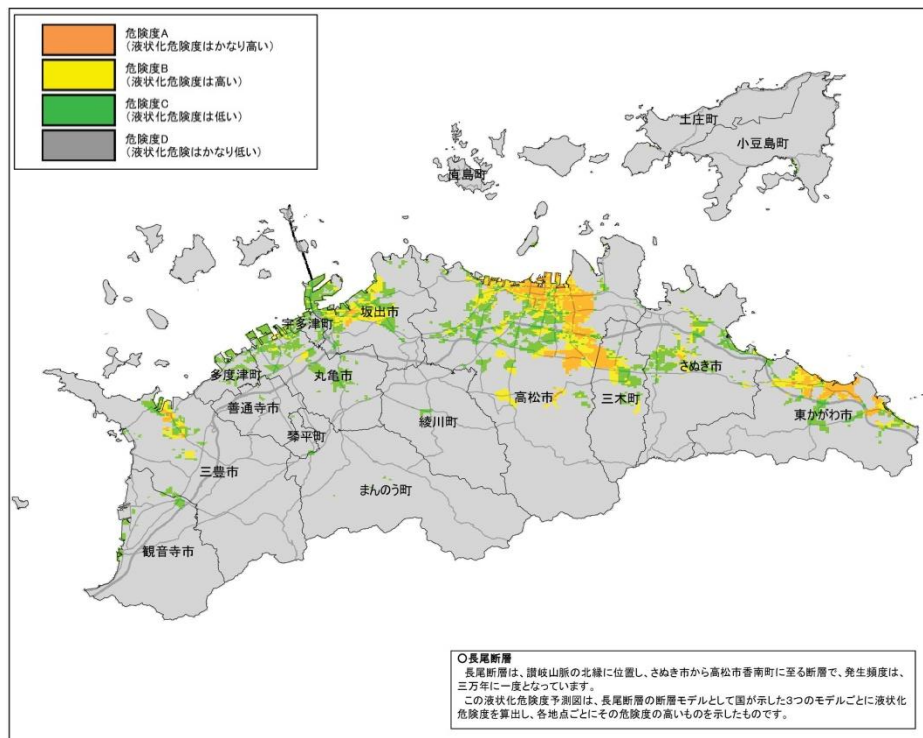 危険度A
(液状化危険度はかなり高い)
危険度B
(液状化危険度は高い)
危険度C
(液状化危険度は低い)
危険度D
(液状化危険はかなり低い)
土庄町
小豆島町
直島町
宇多津町
坂出市
多度津町
丸亀市
さぬき市
善通寺市
高松市
三木町
東かがわ市
琴平町
綾川町
三豊市
まんのう町
観音寺市
○長尾断層
長尾断層は、讃岐山脈の北縁に位置し、さぬき市から高松市香南町に至る断層で、発生頻度は、
三万年に一度となっています。
この液状化危険度予測図は、長尾断層の断層モデルとして国が示した3つのモデルごとに液状化
危険度を算出し、各地点ごとにその危険度の高いものを示したものです。